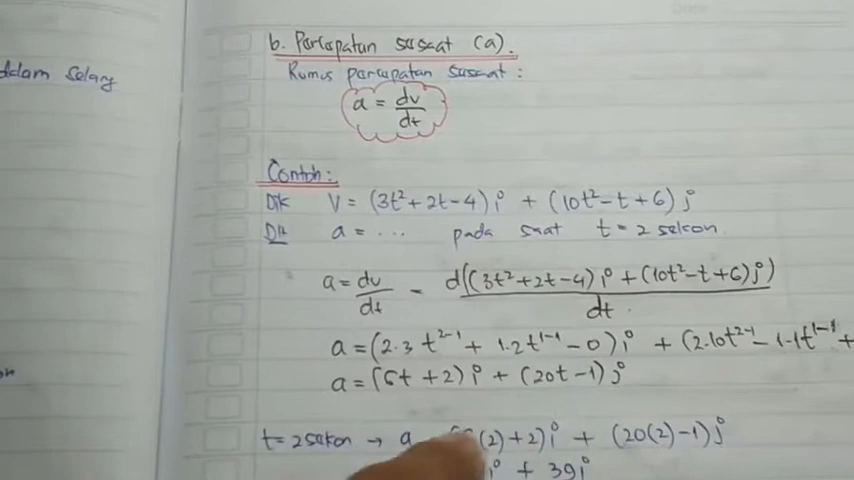 dalam selang
b. Percepatan sesaat (a).
Rumus percepatan sesaat :
a = dv/dt
Contoh :
Dik V = (3t²+2t-4) i + (10t²-t+6) j
Dit a = ... pada saat t = 2 sekon.
a = dv/dt = d((3t²+2t-4) i + (10t²-t+6) j)/dt
a = (2·3 t²⁻¹ + 1·2t¹⁻¹ - 0) i + (2·10t²⁻¹ - 1·1t¹⁻¹ +
a = (6t + 2) i + (20t - 1) j
t = 2 sekon → a (2) + 2) i + (20(2) - 1) j
i + 39 j